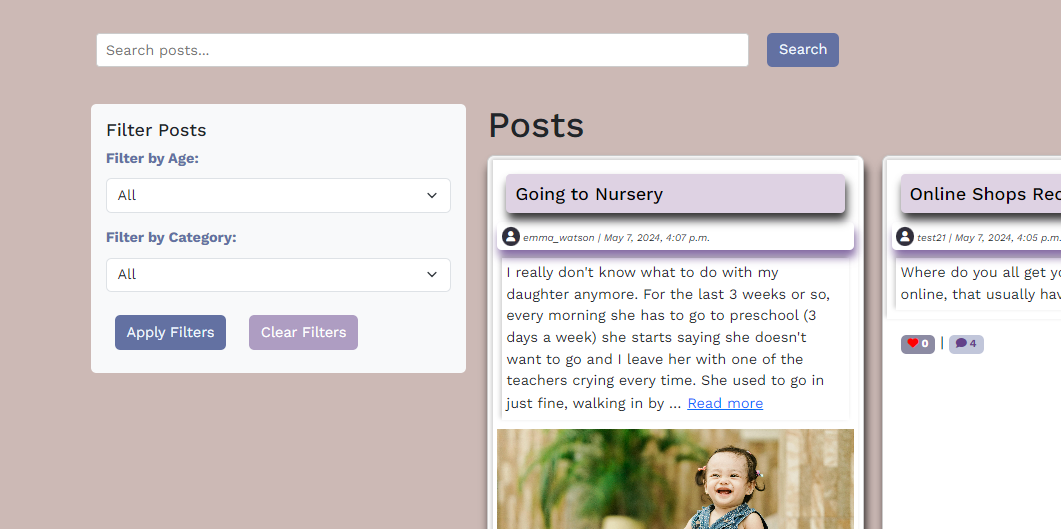 Search posts...
Search
Filter Posts
Filter by Age:
All
Filter by Category:
All
Apply Filters
Clear Filters
Posts
Going to Nursery
emma_watson | May 7, 2024, 4:07 p.m.
I really don't know what to do with my
daughter anymore. For the last 3 weeks or so,
every morning she has to go to preschool (3
days a week) she starts saying she doesn't
want to go and I leave her with one of the
teachers crying every time. She used to go in
just fine, walking in by ... Read more
Online Shops
test21 | May 7, 2024, 4:05 p.m.
Where do you all get
online, that usually
0 | 4